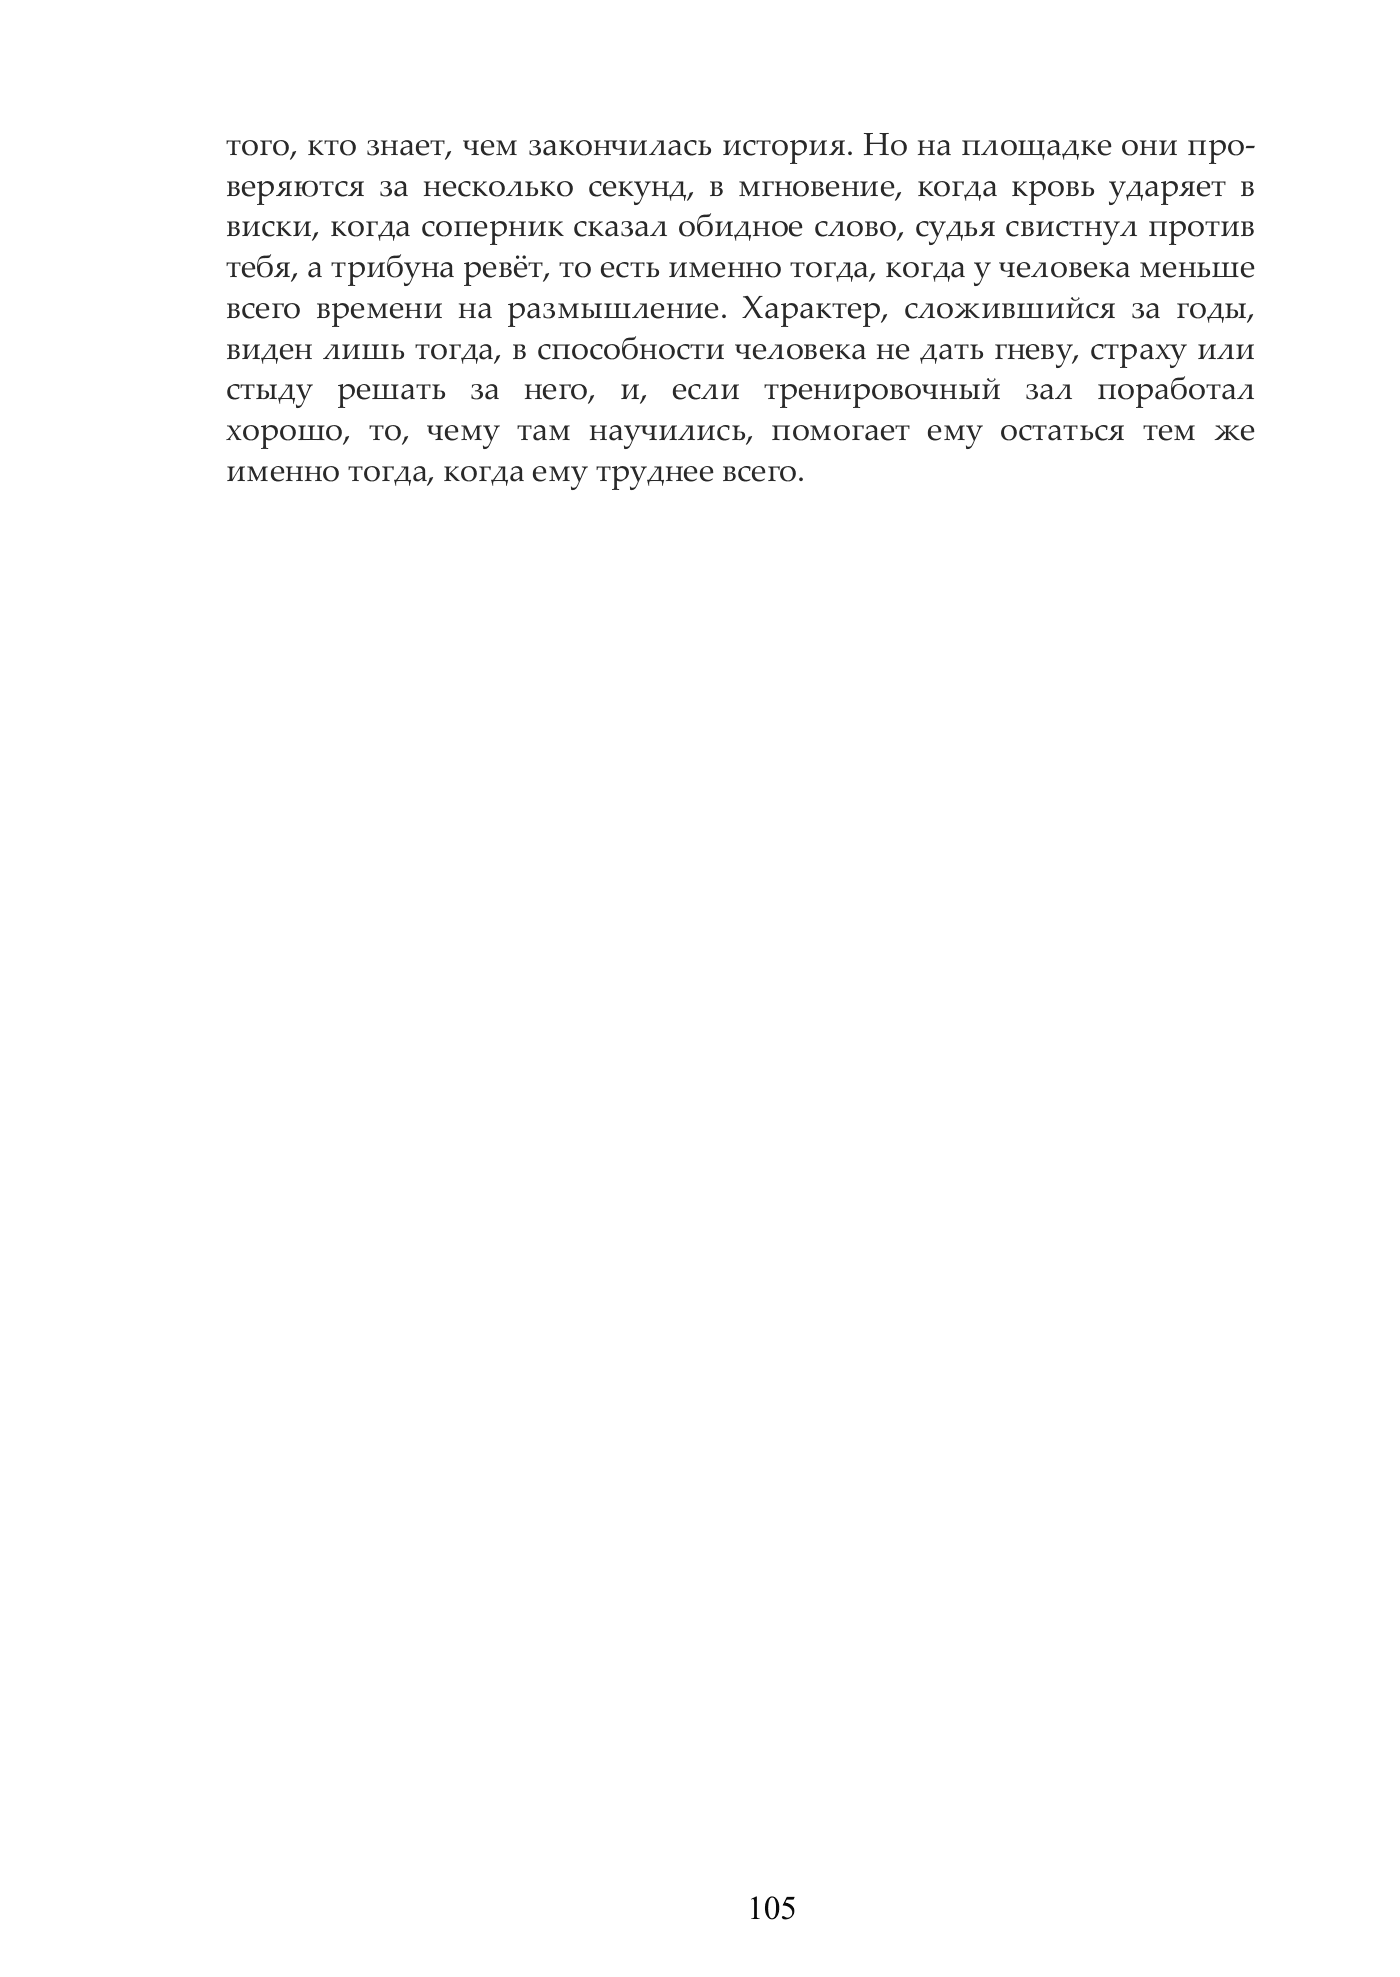 того, кто знает, чем закончилась история. Но на площадке они про-
веряются за несколько секунд, в мгновение, когда кровь ударяет в
виски, когда соперник сказал обидное слово, судья свистнул против
тебя, а трибуна ревёт, то есть именно тогда, когда у человека меньше
всего времени на размышление. Характер, сложившийся за годы,
виден лишь тогда, в способности человека не дать гневу, страху или
стыду решать за него, и, если тренировочный зал поработал
хорошо, то, чему там научились, помогает ему остаться тем же
именно тогда, когда ему труднее всего.
105